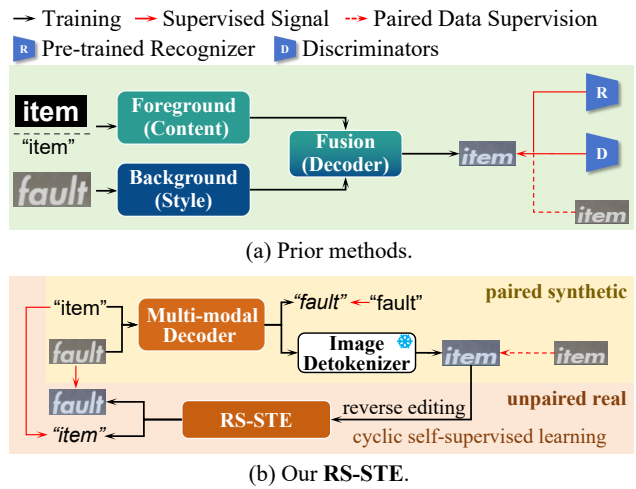 Training Supervised Signal Paired Data Supervision
R Pre-trained Recognizer D Discriminators
item
“item”
fault
Foreground
(Content)
Background
(Style)
Fusion
(Decoder)
item
R
D
item
(a) Prior methods.
“item”
fault
Multi-modal
Decoder
“fault” “fault”
paired synthetic
Image
Detokenizer
item
item
fault
“item”
RS-STE
reverse editing
unpaired real
cyclic self-supervised learning
(b) Our RS-STE.